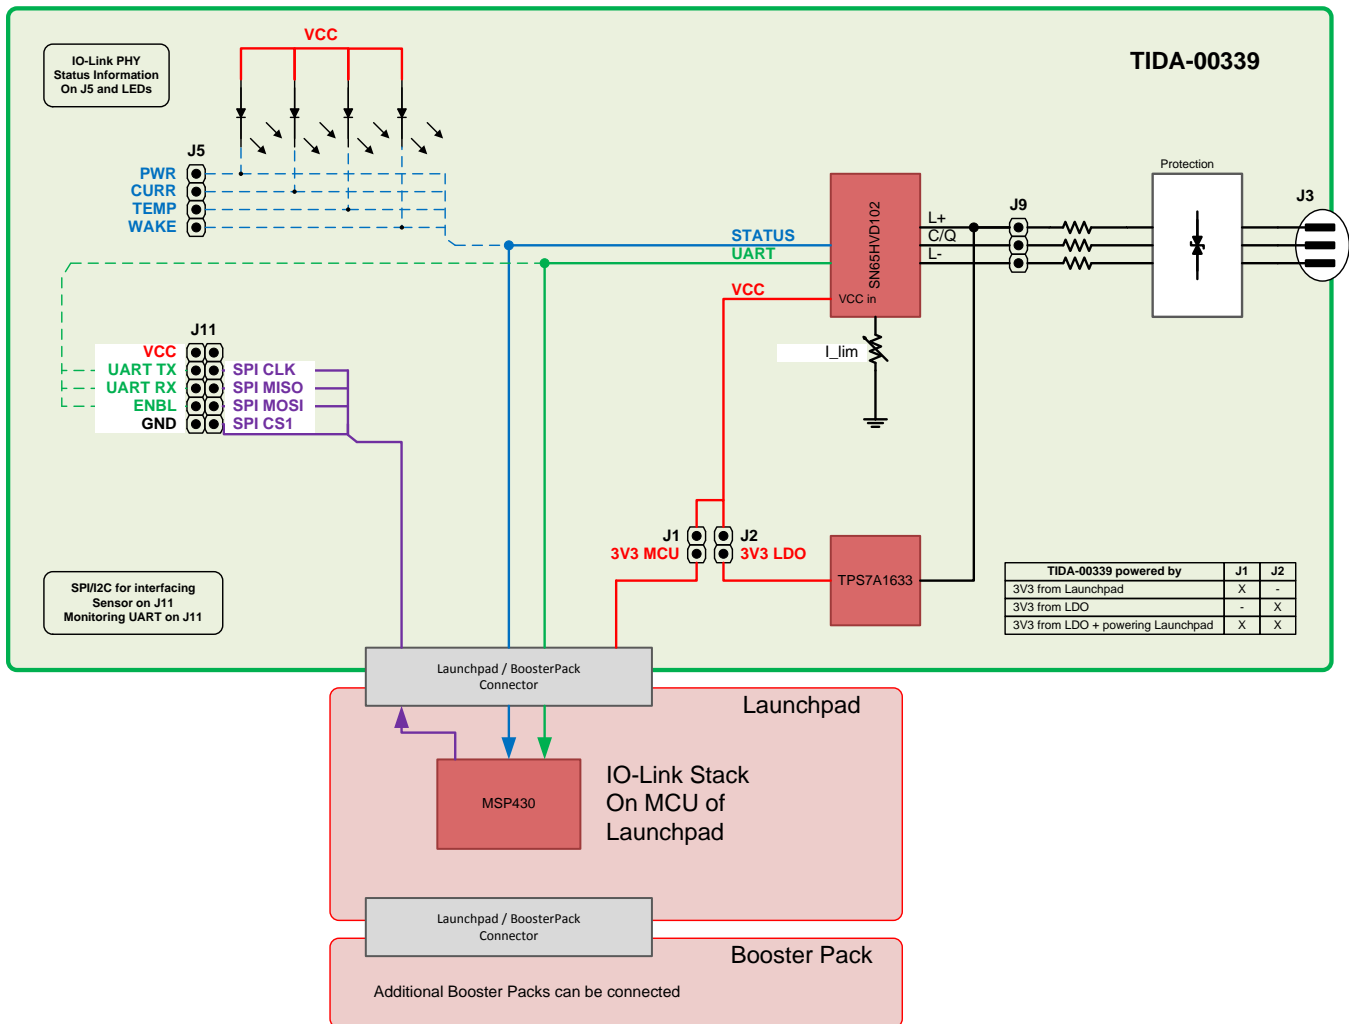 VCC
TIDA-00339
IO-Link PHY
Status Information
On J5 and LEDs
J5
PWR
CURR
TEMP
WAKE
Protection
J3
J9
L+
C/Q
L-
SN65HVD102
STATUS
UART
VCC
VCC in
I_lim
J11
VCC
UART TX SPI CLK
UART RX SPI MISO
ENBL SPI MOSI
GND SPI CS1
J1 J2
3V3 MCU 3V3 LDO
TPS7A1633
TIDA-00339 powered by J1 J2
3V3 from Launchpad X -
3V3 from LDO - X
3V3 from LDO + powering Launchpad X X
SPI/I2C for interfacing
Sensor on J11
Monitoring UART on J11
Launchpad / BoosterPack
Connector
Launchpad
MSP430
IO-Link Stack
On MCU of
Launchpad
Launchpad / BoosterPack
Connector
Booster Pack
Additional Booster Packs can be connected